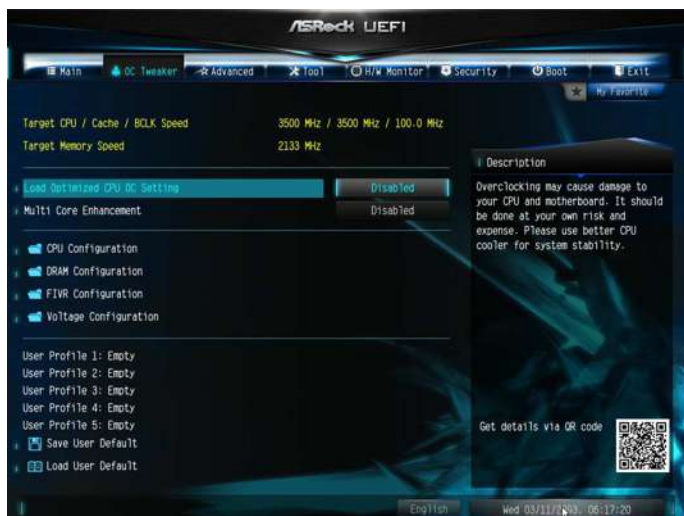 ASRock UEFI
Main OC Tweaker Advanced Tool H/W Monitor Security Boot Exit
My Favorite
Target CPU / Cache / BCLK Speed 3500 MHz / 3500 MHz / 100.0 MHz
Target Memory Speed 2133 MHz
Load Optimized CPU OC Setting Disabled
Multi Core Enhancement Disabled
CPU Configuration
DRAM Configuration
FIVR Configuration
Voltage Configuration
User Profile 1: Empty
User Profile 2: Empty
User Profile 3: Empty
User Profile 4: Empty
User Profile 5: Empty
Save User Default
Load User Default
Description
Overclocking may cause damage to
your CPU and motherboard. It should
be done at your own risk and
expense. Please use better CPU
cooler for system stability.
Get details via QR code
English
Wed 06:17:20